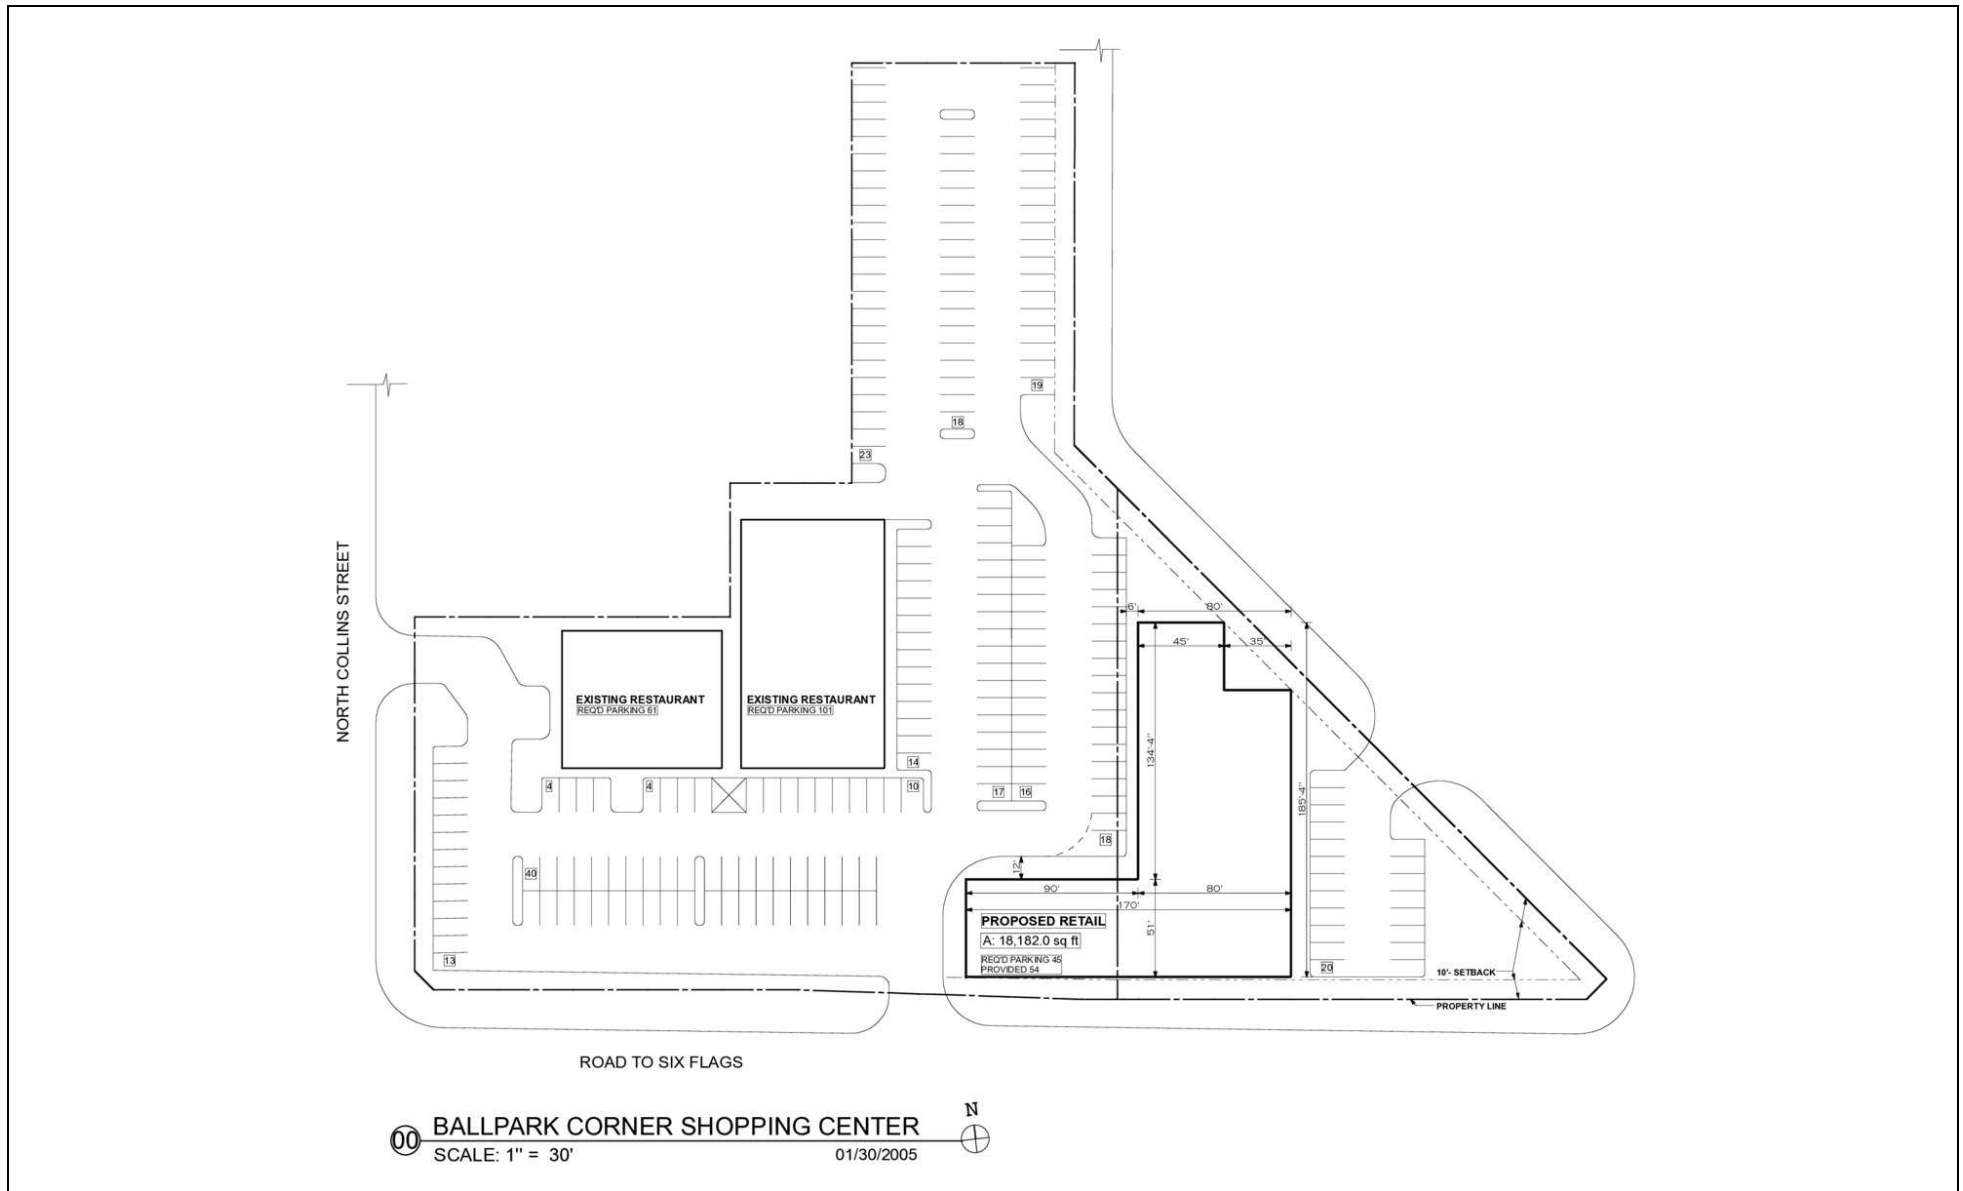 19
18
23
NORTH COLLINS STREET
6'
80'
45'
35'
EXISTING RESTAURANT
REQ'D PARKING 61
EXISTING RESTAURANT
REQ'D PARKING 101
134'-4"
14
4
4
10
17
16
185'-4"
18
12'
40
90'
80'
170'
PROPOSED RETAIL
A: 18,182.0 sq ft
51'
REQ'D PARKING 45
PROVIDED 54
13
20
10'- SETBACK
PROPERTY LINE
ROAD TO SIX FLAGS
N
00
BALLPARK CORNER SHOPPING CENTER
SCALE: 1" = 30'
01/30/2005